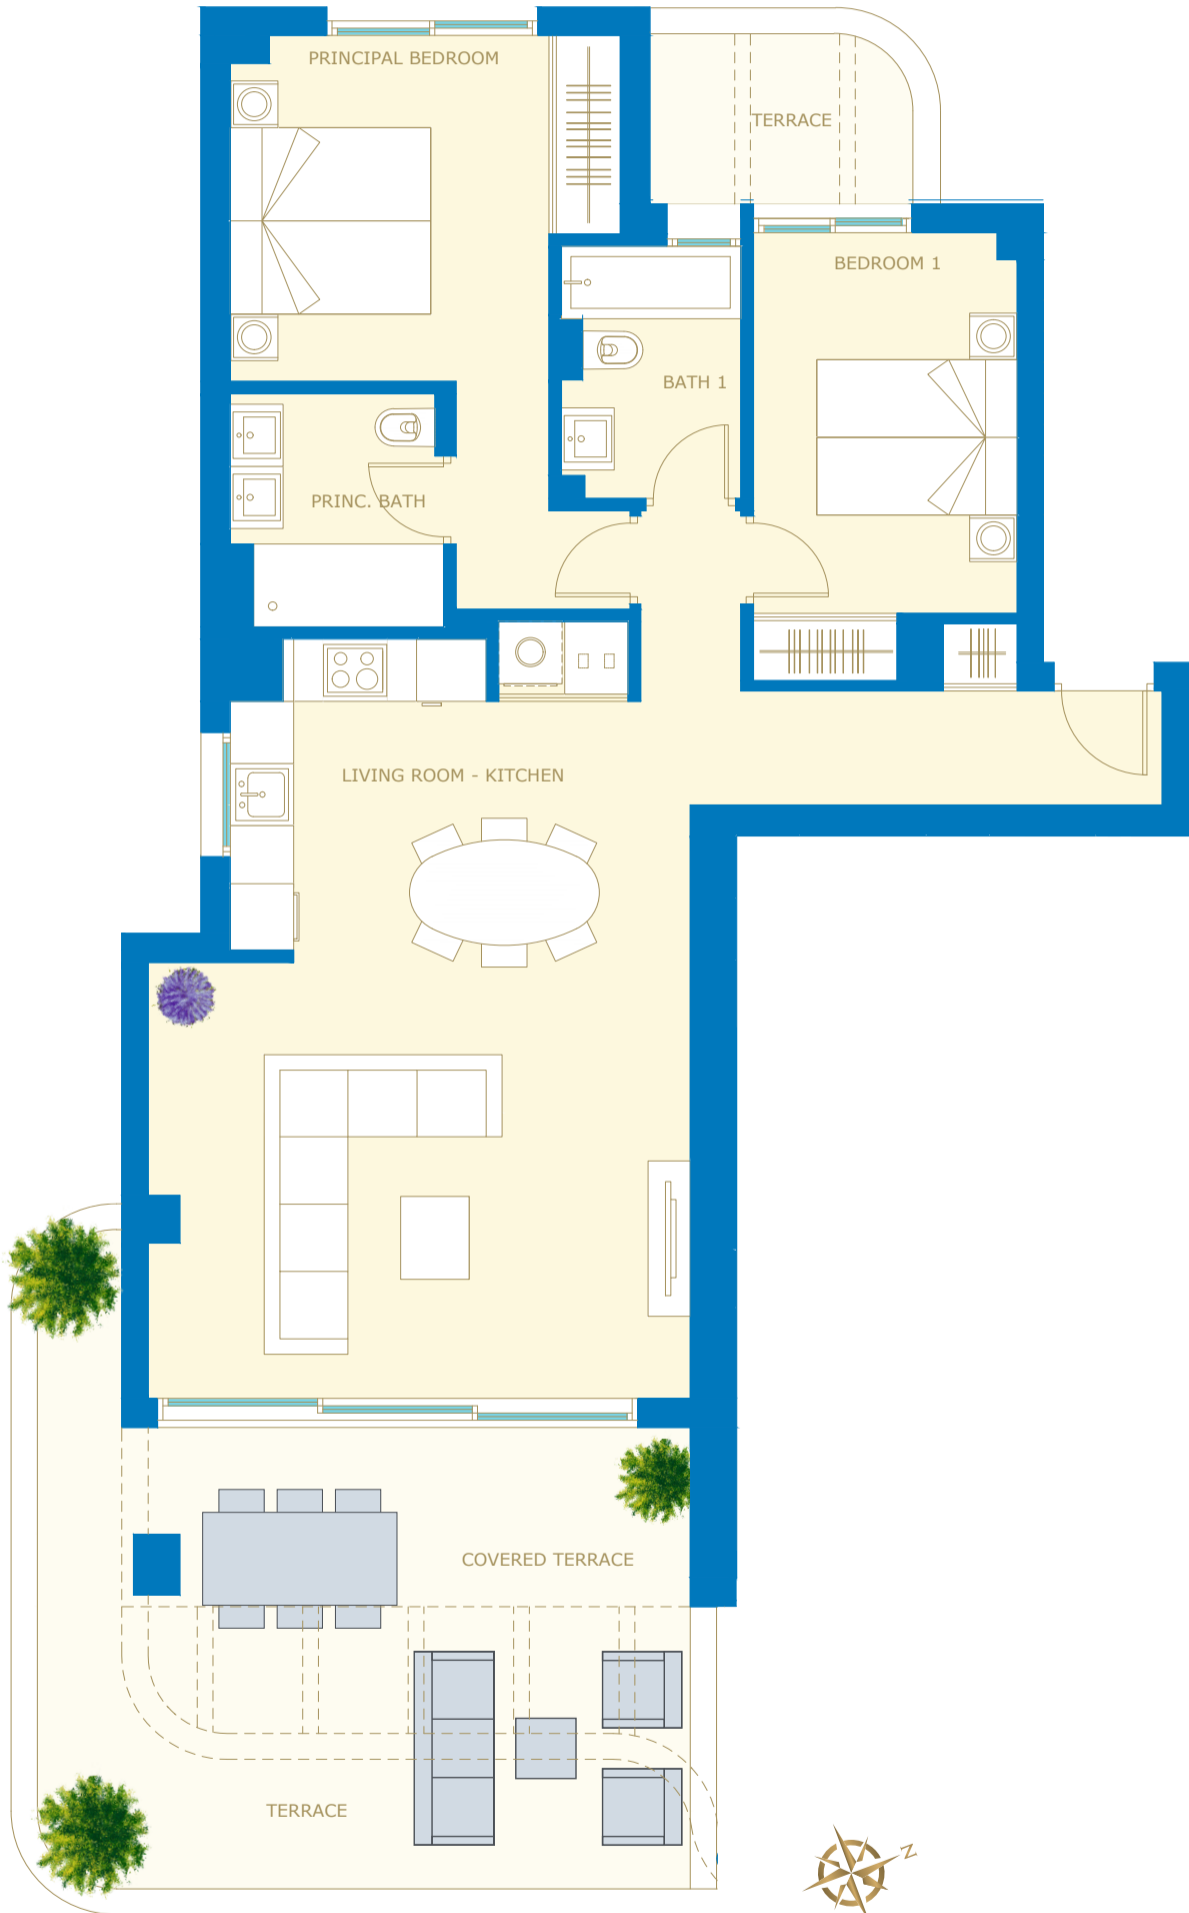 PRINCIPAL BEDROOM
TERRACE
BEDROOM 1
BATH 1
PRINC. BATH
LIVING ROOM - KITCHEN
COVERED TERRACE
TERRACE
N